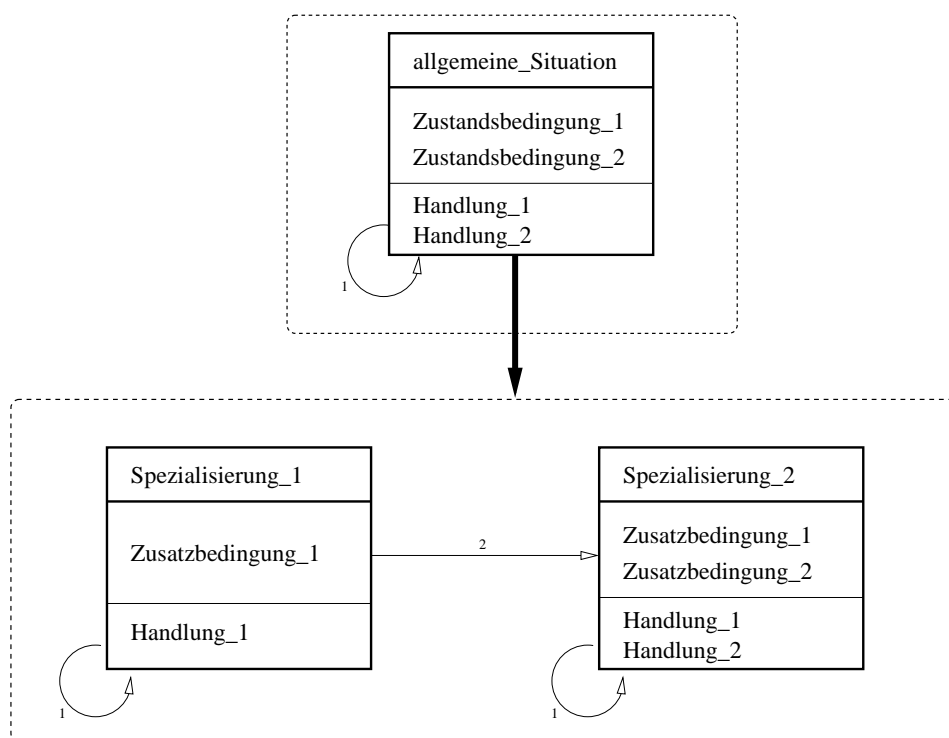 allgemeine_Situation
Zustandsbedingung_1
Zustandsbedingung_2
Handlung_1
Handlung_2
1
Spezialisierung_1
Zusatzbedingung_1
Handlung_1
1
2
Spezialisierung_2
Zusatzbedingung_1
Zusatzbedingung_2
Handlung_1
Handlung_2
1